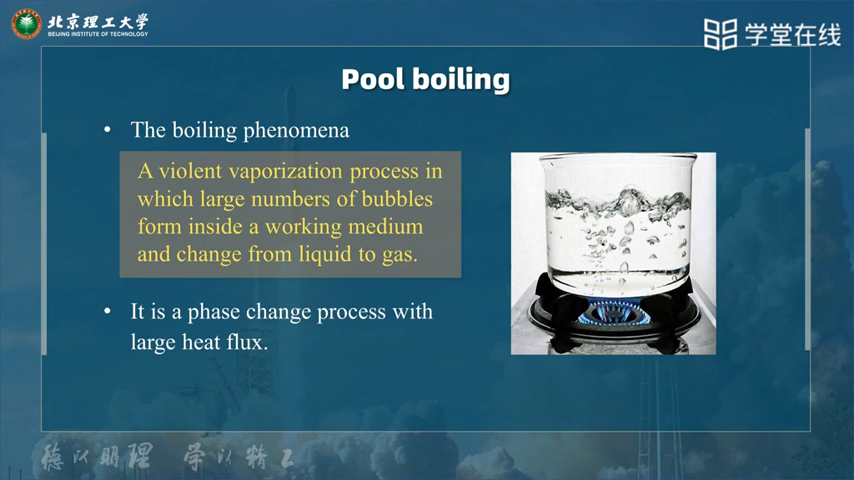 北京理工大学
BEIJING INSTITUTE OF TECHNOLOGY
学堂在线
Pool boiling
• The boiling phenomena
A violent vaporization process in
which large numbers of bubbles
form inside a working medium
and change from liquid to gas.
• It is a phase change process with
large heat flux.
德以明理 学以精工